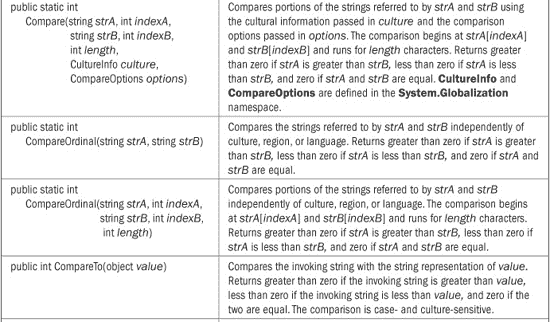 public static int
Compare(string strA, int indexA,
string strB, int indexB,
int length,
CultureInfo culture,
CompareOptions options)
Compares portions of the strings referred to by strA and strB using
the cultural information passed in culture and the comparison
options passed in options. The comparison begins at strA[indexA]
and strB[indexB] and runs for length characters. Returns greater
than zero if strA is greater than strB, less than zero if strA is less
than strB, and zero if strA and strB are equal. CultureInfo and
CompareOptions are defined in the System.Globalization
namespace.
public static int
CompareOrdinal(string strA, string strB)
Compares the strings referred to by strA and strB independently of
culture, region, or language. Returns greater than zero if strA is greater
than strB, less than zero if strA is less than strB, and zero if strA and
strB are equal.
public static int
CompareOrdinal(string strA, int indexA,
string strB, int indexB,
int length)
Compares portions of the strings referred to by strA and strB
independently of culture, region, or language. The comparison begins
at strA[indexA] and strB[indexB] and runs for length characters.
Returns greater than zero if strA is greater than strB, less than zero if
strA is less than strB, and zero if strA and strB are equal.
public int CompareTo(object value)
Compares the invoking string with the string representation of value.
Returns greater than zero if the invoking string is greater than value,
less than zero if the invoking string is less than value, and zero if the
two are equal. The comparison is case- and culture-sensitive.